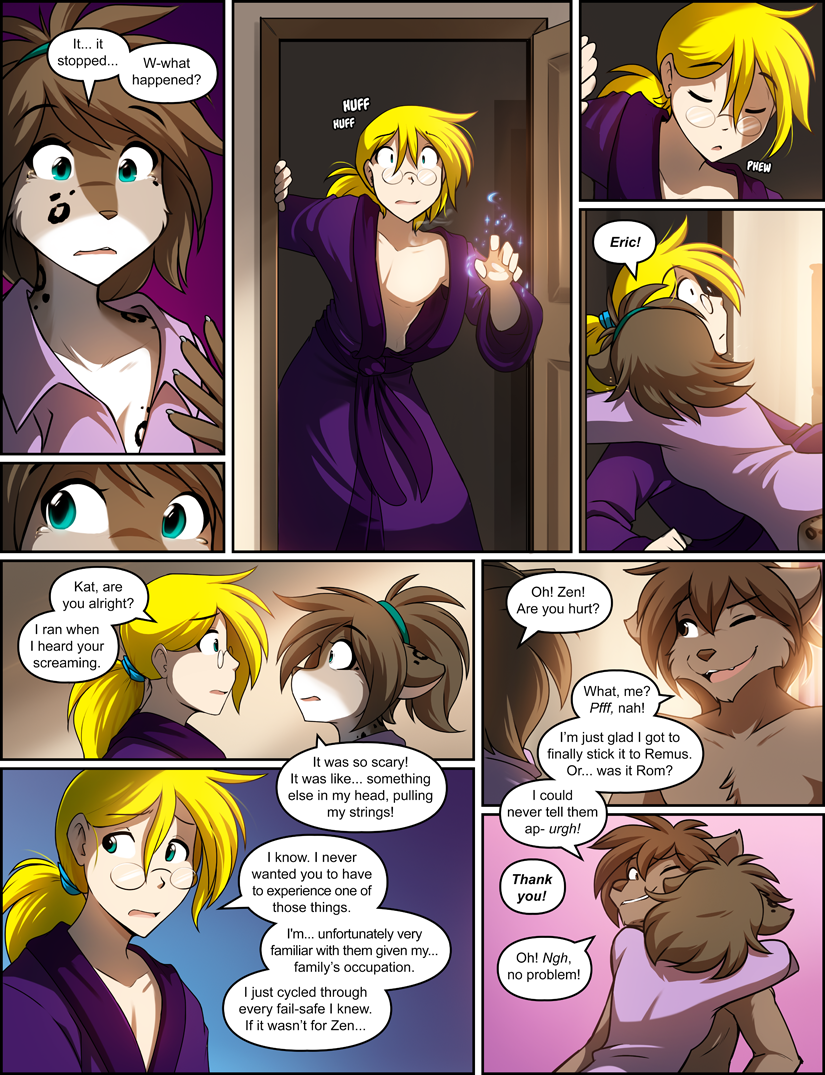 It... it
stopped...
W-what
happened?
HUFF
HUFF
PHEW
Eric!
Kat, are
you alright?
I ran when
I heard your
screaming.
It was so scary!
It was like... something
else in my head, pulling
my strings!
Oh! Zen!
Are you hurt?
What, me?
Pfff, nah!
I'm just glad I got to
finally stick it to Remus.
Or... was it Rom?
I could
never tell them
ap- urgh!
I know. I never
wanted you to have
to experience one of
those things.
I'm... unfortunately very
familiar with them given my...
family's occupation.
I just cycled through
every fail-safe I knew.
If it wasn't for Zen...
Thank
you!
Oh! Ngh,
no problem!